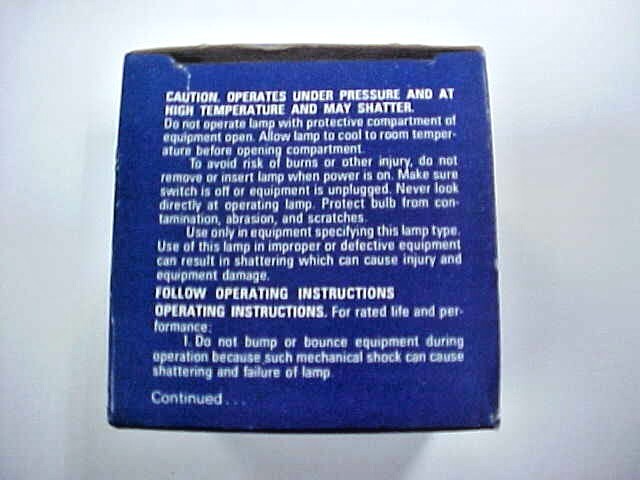 CAUTION. OPERATES UNDER PRESSURE AND AT
HIGH TEMPERATURE AND MAY SHATTER.
Do not operate lamp with protective compartment of
equipment open. Allow lamp to cool to room temper-
ature before opening compartment.
To avoid risk of burns or other injury, do not
remove or insert lamp when power is on. Make sure
switch is off or equipment is unplugged. Never look
directly at operating lamp. Protect bulb from con-
tamination, abrasion, and scratches.
Use only in equipment specifying this lamp type.
Use of this lamp in improper or defective equipment
can result in shattering which can cause injury and
equipment damage.
FOLLOW OPERATING INSTRUCTIONS
OPERATING INSTRUCTIONS. For rated life and per-
formance:
1. Do not bump or bounce equipment during
operation because such mechanical shock can cause
shattering and failure of lamp.
Continued...